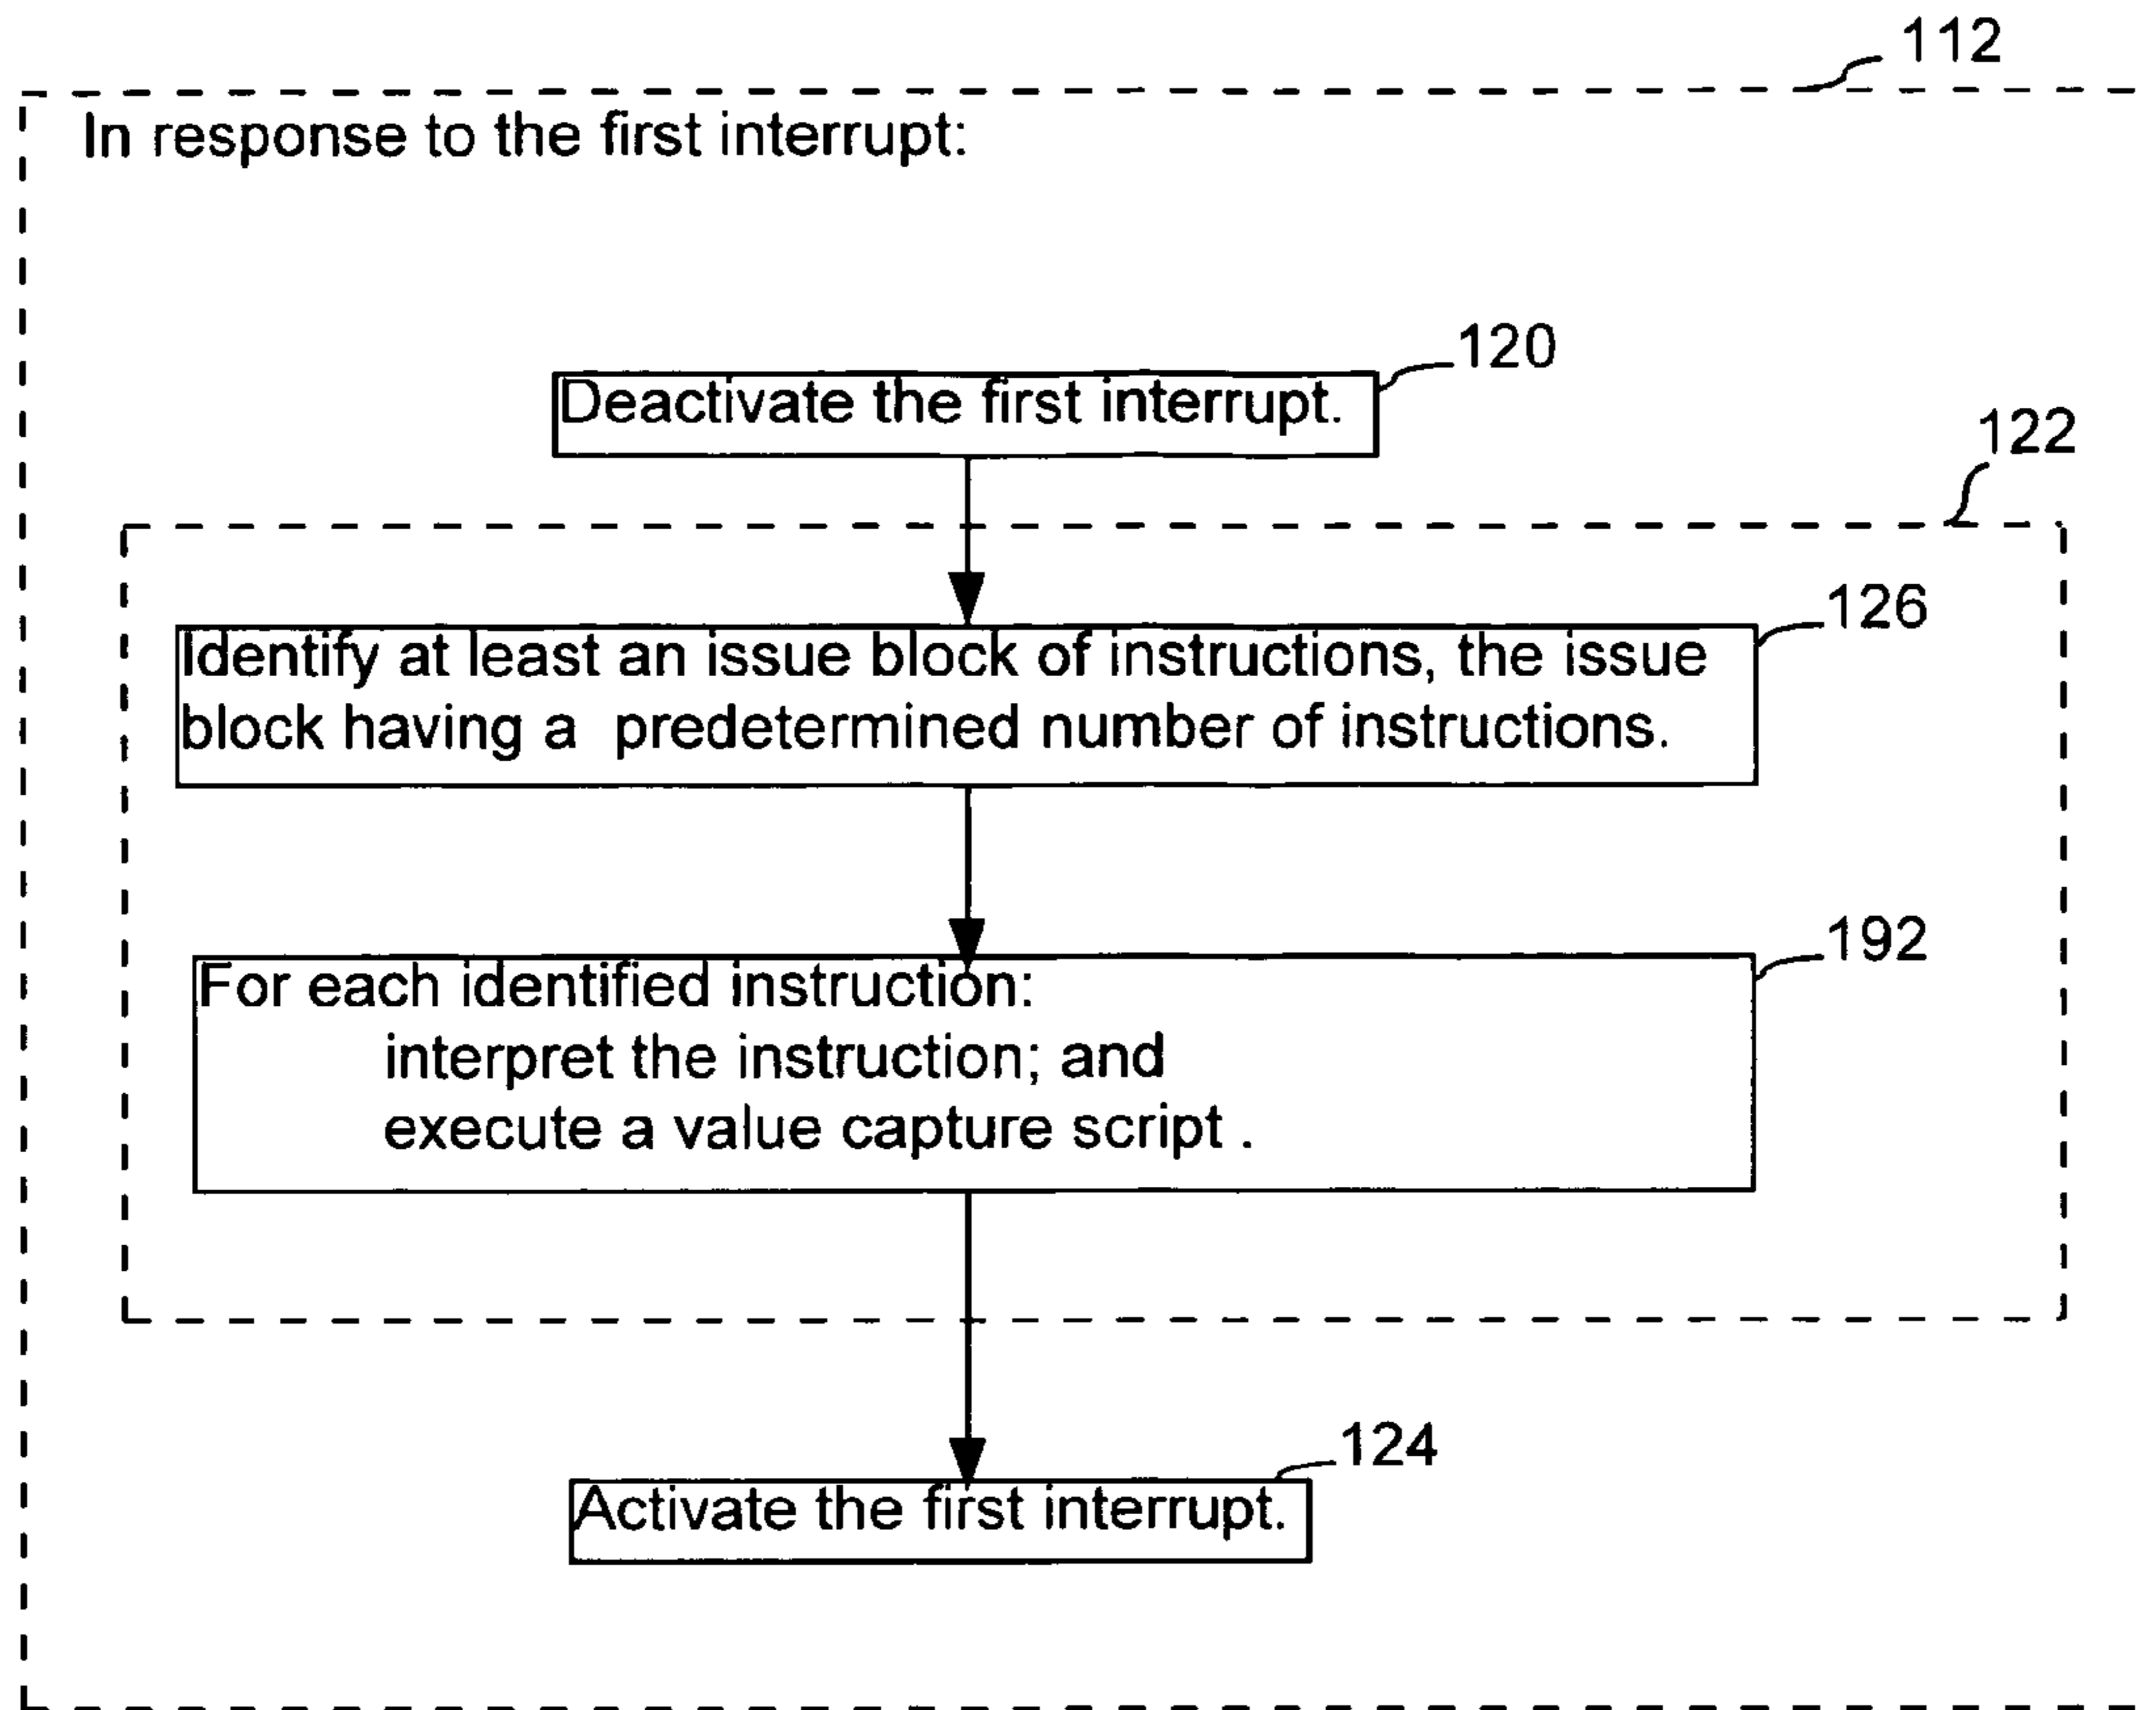 112
In response to the first interrupt:
120
Deactivate the first interrupt.
122
126
Identify at least an issue block of instructions, the issue
block having a predetermined number of instructions.
192
For each identified instruction:
interpret the instruction; and
execute a value capture script .
124
Activate the first interrupt.